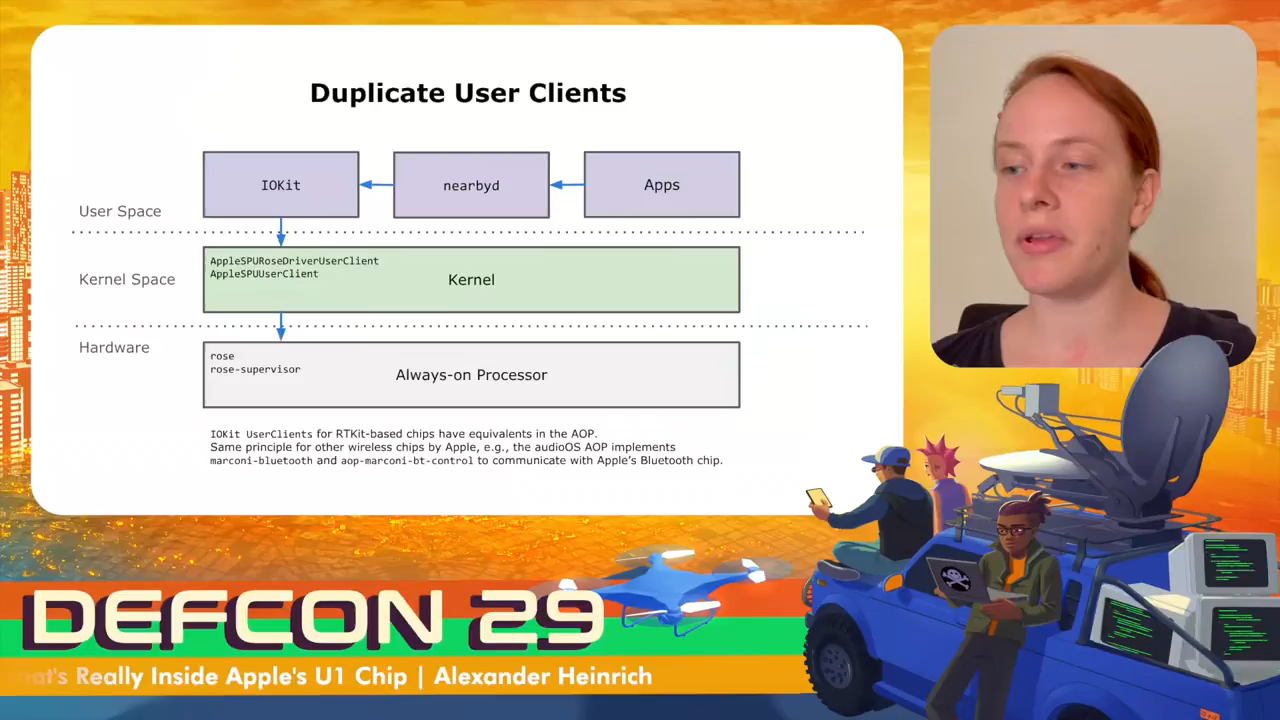 Duplicate User Clients
IOKit
nearbyd
Apps
User Space
AppleSPURoseDriverUserClient
AppleSPUUserClient
Kernel Space
Kernel
Hardware
rose
rose-supervisor
Always-on Processor
IOKit UserClients for RTKit-based chips have equivalents in the AOP.
Same principle for other wireless chips by Apple, e.g., the audioOS AOP implements
marconi-bluetooth and aop-marconi-bt-control to communicate with Apple's Bluetooth chip.
DEFCON 29
hat's Really Inside Apple's U1 Chip | Alexander Heinrich